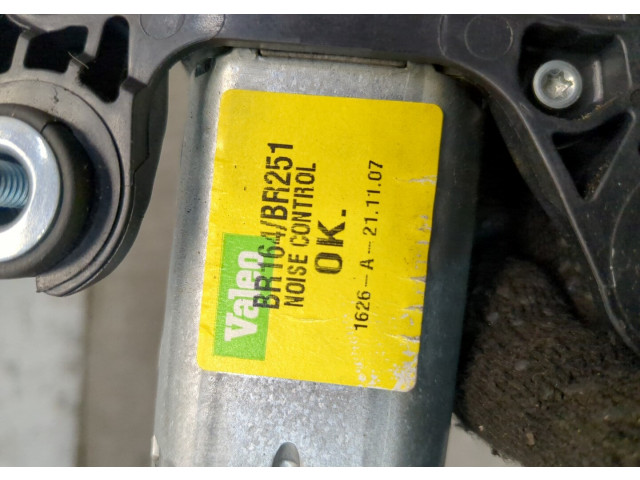 Valeo
BR164/BR251
NOISE CONTROL
OK.
1626-A-21.11.07